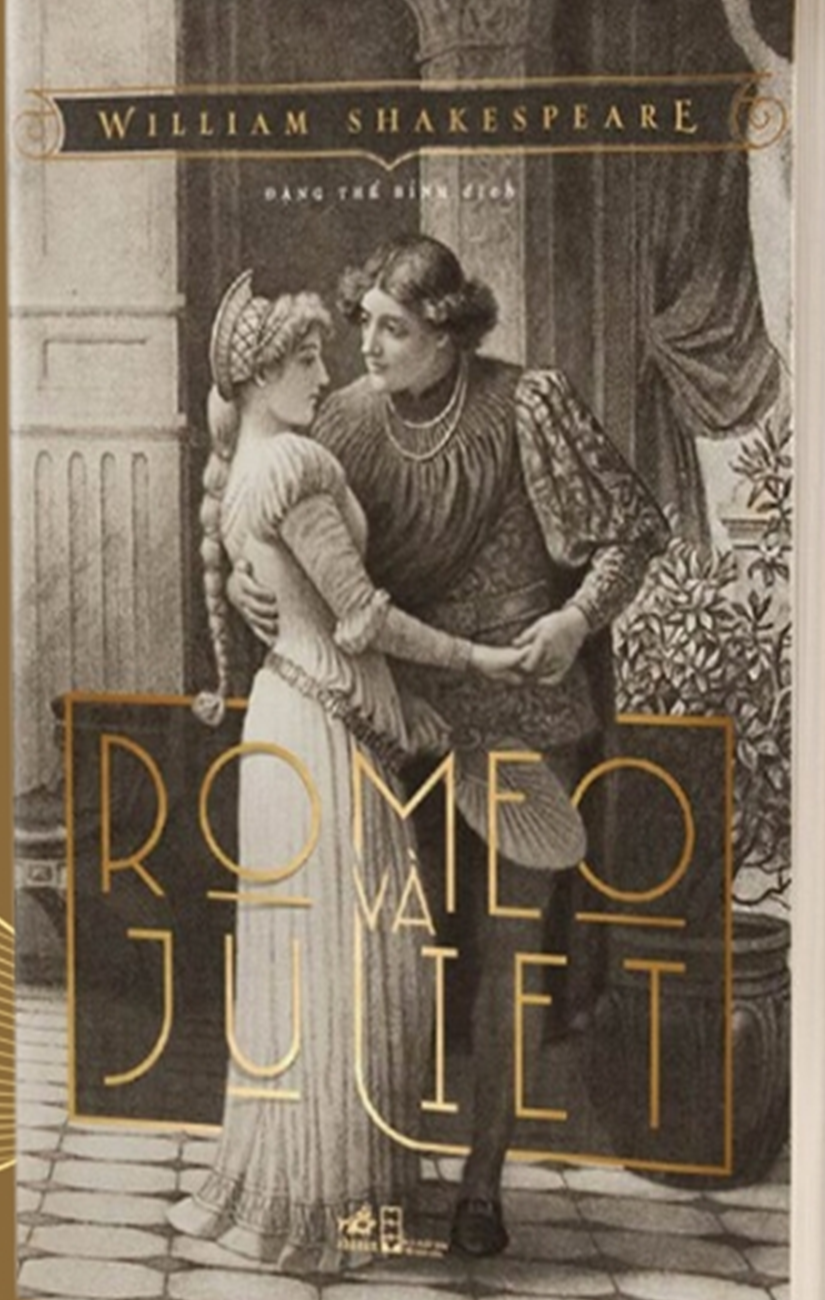 WILLIAM SHAKESPEARE
ĐẶNG THẾ BÍNH dịch
ROMEO
VÀ
JULIET